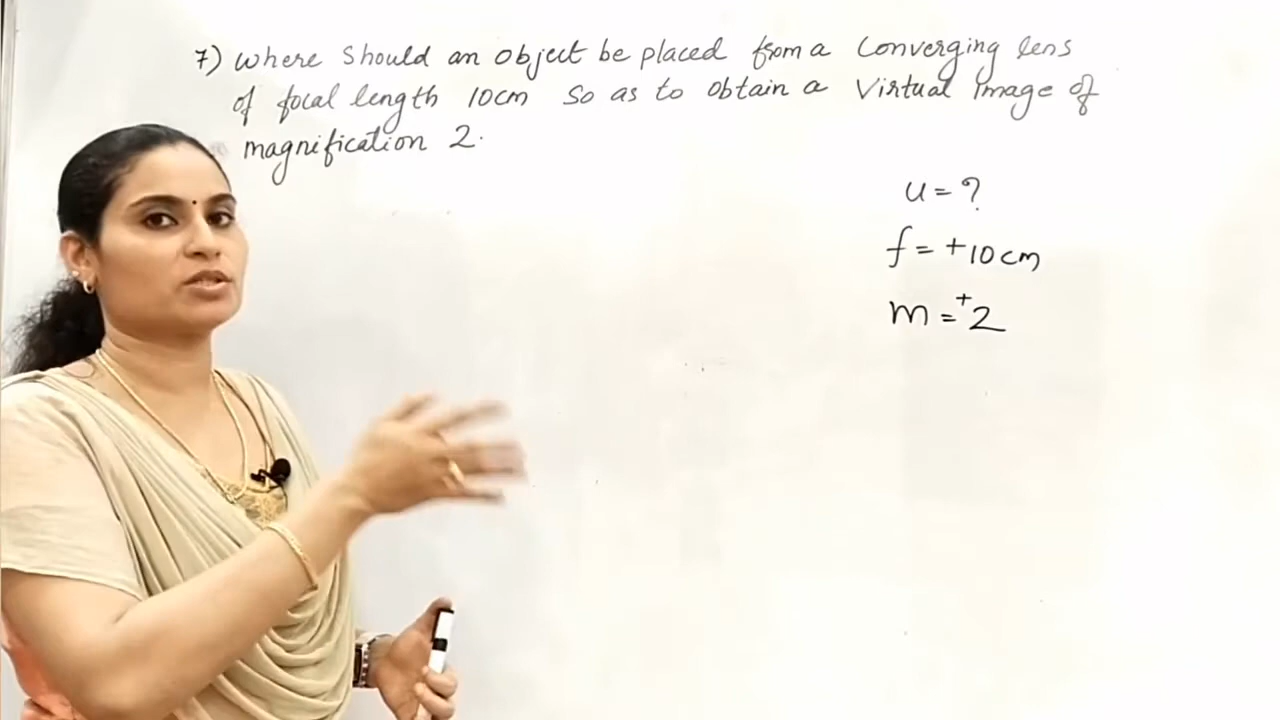 7) Where Should an object be placed from a Converging lens
of focal length 10cm So as to obtain a Virtual Image of
magnification 2.
u = ?
f = +10cm
m = +2